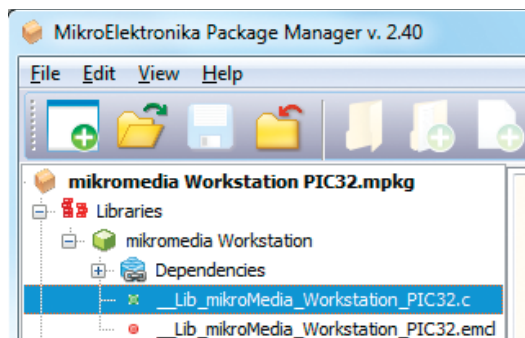 MikroElektronika Package Manager v. 2.40
File Edit View Help
mikromedia Workstation PIC32.mpkg
Libraries
mikromedia Workstation
Dependencies
__Lib_mikroMedia_Workstation_PIC32.c
__Lib_mikroMedia_Workstation_PIC32.emcl